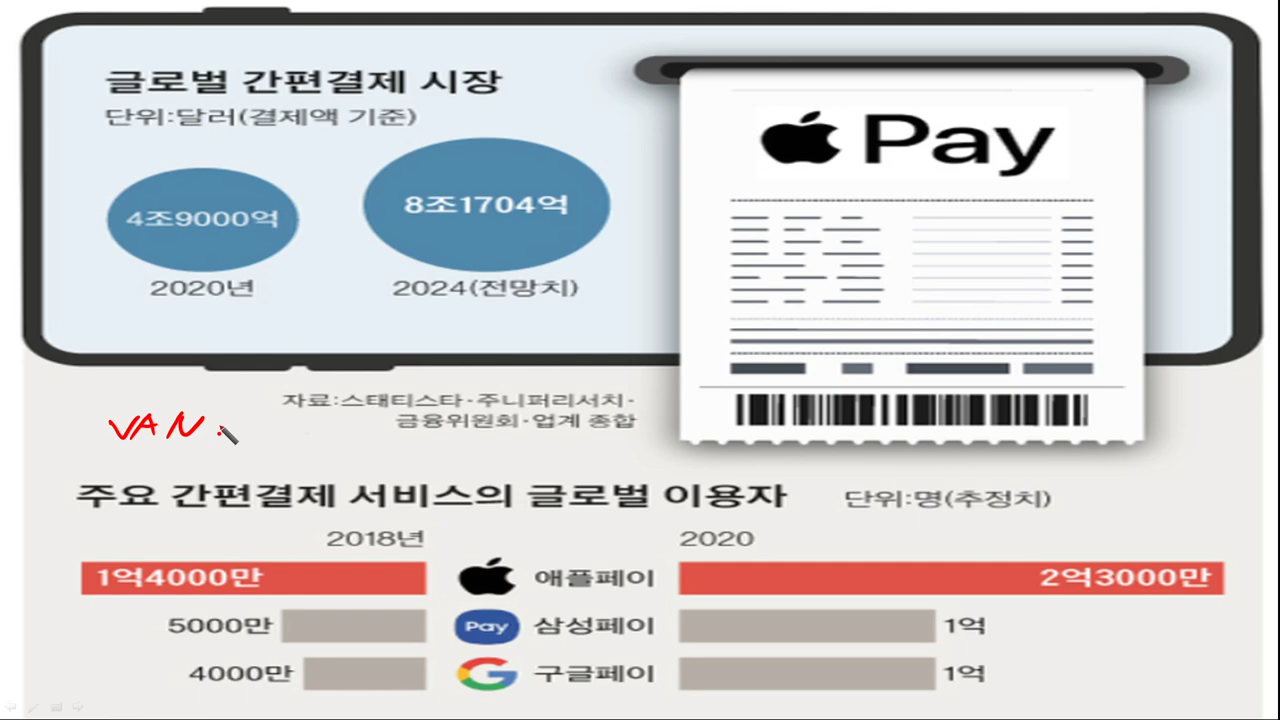 글로벌 간편결제 시장
단위:달러(결제액 기준)
4조9000억
8조1704억
2020년
2024(전망치)
Pay
자료:스태티스타·주니퍼리서치·
금융위원회·업계 종합
VAN.
주요 간편결제 서비스의 글로벌 이용자
단위:명(추정치)
2018년
2020
1억4000만
애플페이
2억3000만
5000만
Pay
삼성페이
1억
4000만
G
구글페이
1억